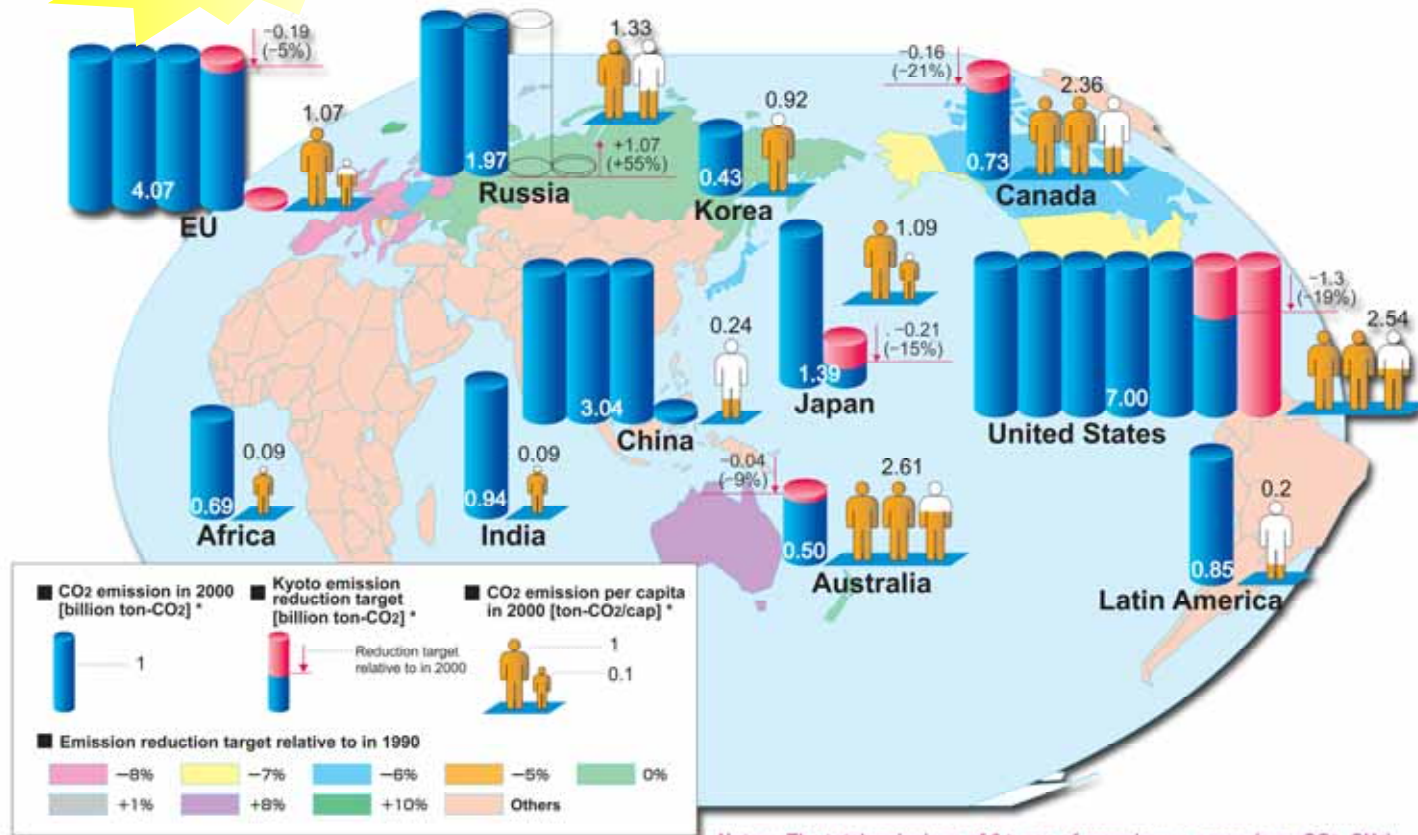 −0.19
(−5%)
1.07
4.07
EU
1.33
1.97
+1.07
(+55%)
Russia
0.92
0.43
Korea
−0.16
(−21%)
2.36
0.73
Canada
1.09
−0.21
(−15%)
1.39
Japan
−1.3
(−19%)
2.54
7.00
United States
0.24
3.04
China
0.09
0.69
Africa
0.09
0.94
India
−0.04
(−9%)
2.61
0.50
Australia
0.2
0.85
Latin America
■ CO2 emission in 2000
[billion ton-CO2] *
1
■ Kyoto emission
reduction target
[billion ton-CO2] *
Reduction target
relative to in 2000
■ CO2 emission per capita
in 2000 [ton-CO2/cap] *
1
0.1
■ Emission reduction target relative to in 1990
−8% −7% −6% −5% 0%
+1% +8% +10% Others